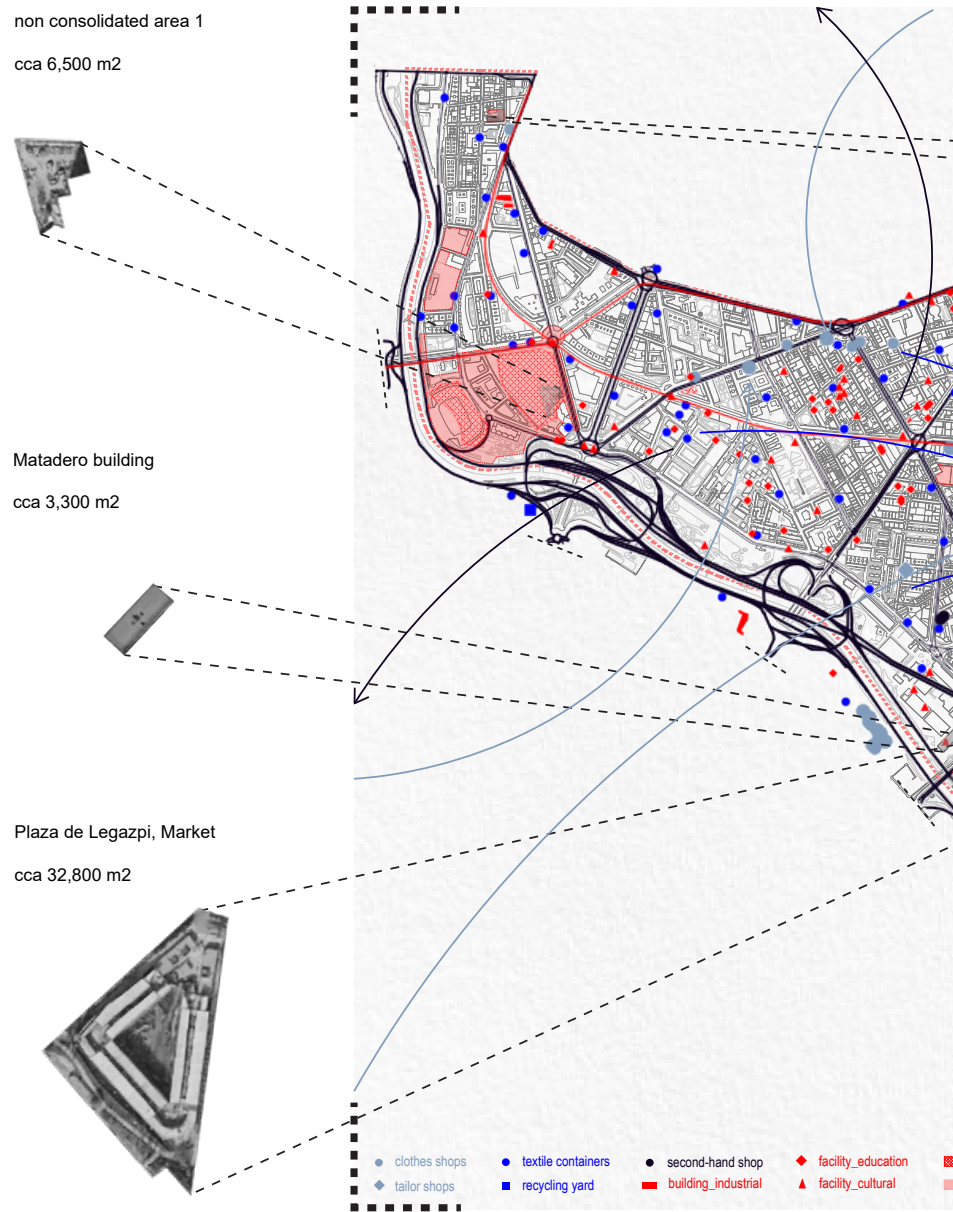 non consolidated area 1
cca 6,500 m2
Matadero building
cca 3,300 m2
Plaza de Legazpi, Market
cca 32,800 m2
clothes shops
textile containers
second-hand shop
facility_education
tailor shops
recycling yard
building_industrial
facility_cultural